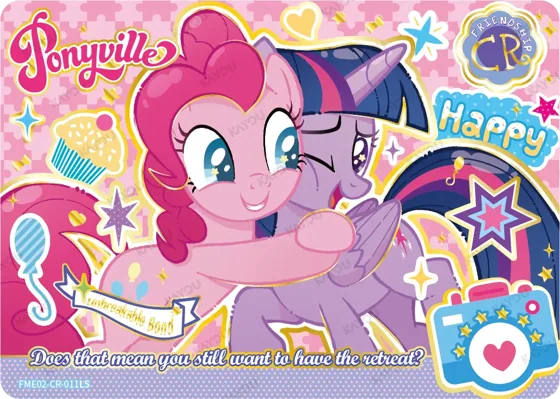 Ponyville
FRIENDSHIP
CR
Happy
Unbreakable Bond
Does that mean you still want to have the retreat?
FME02-CR-011LS
KAYOU